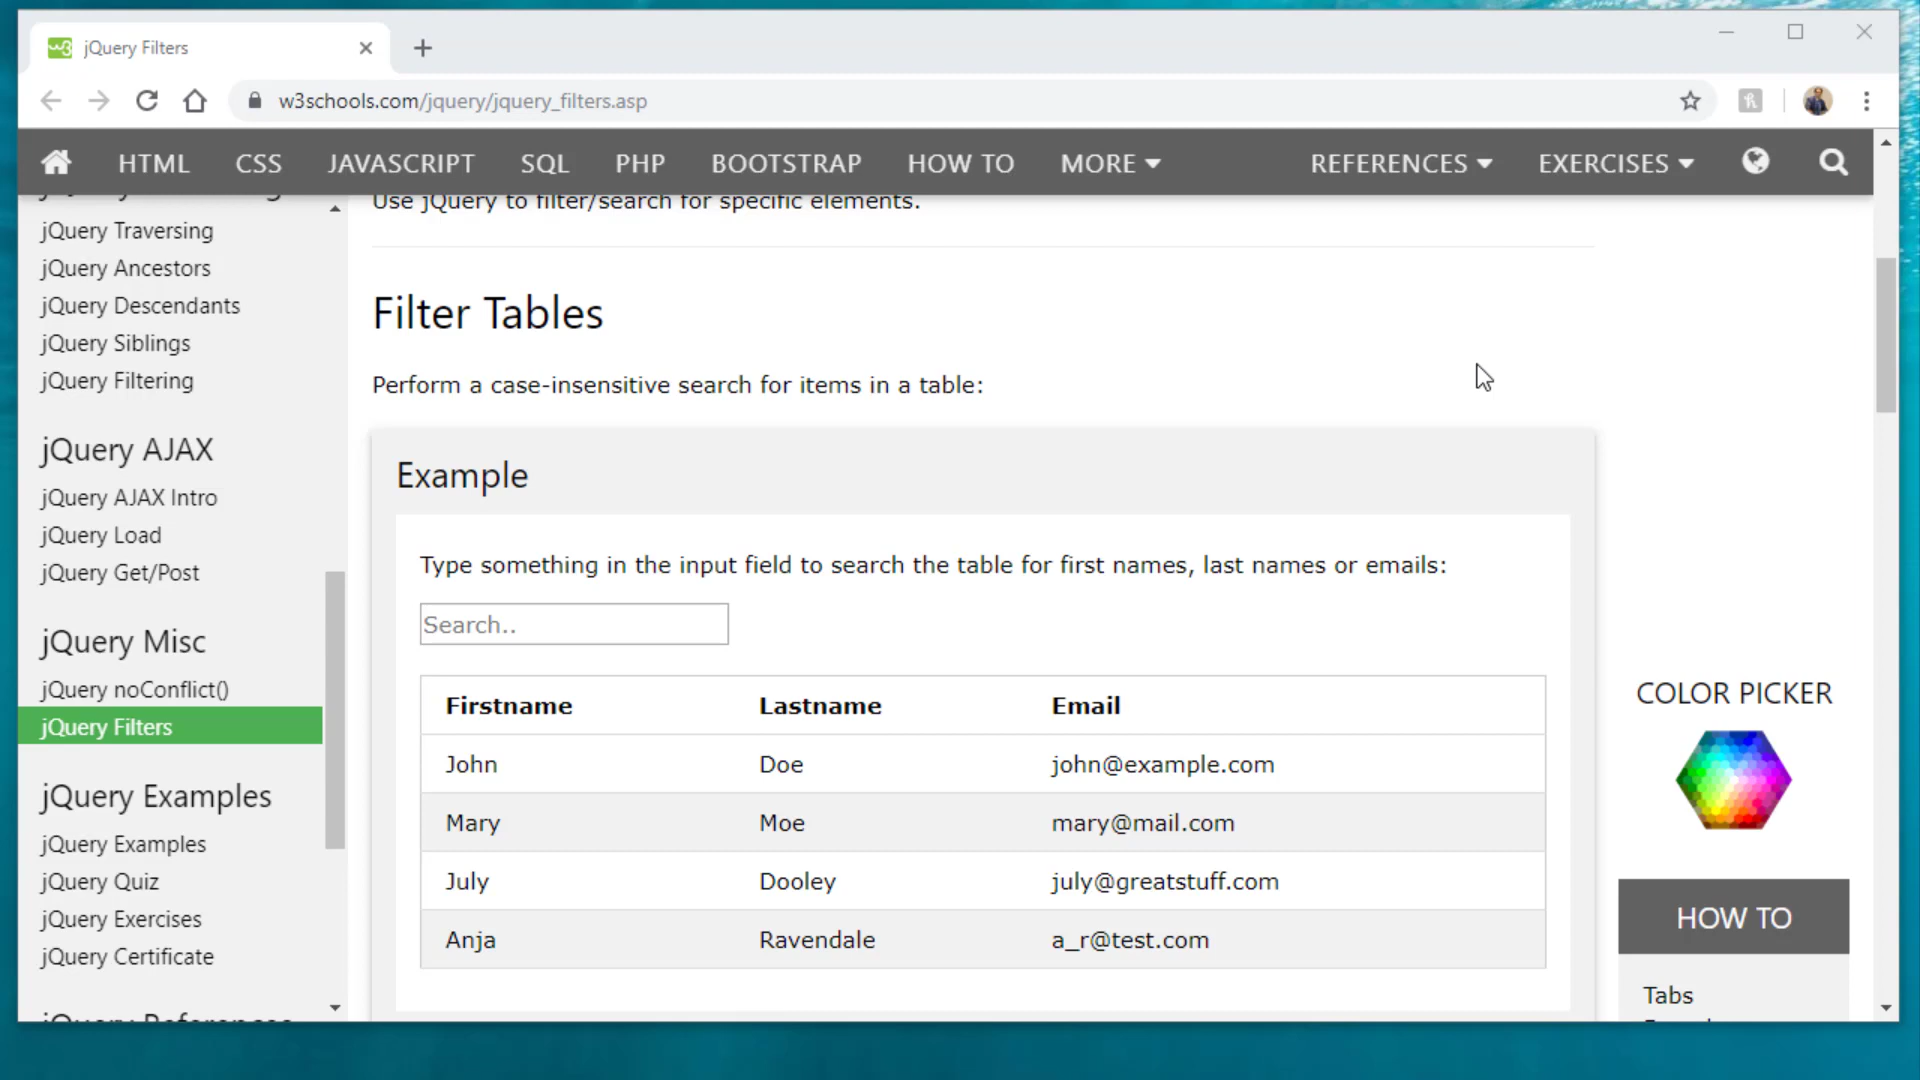 jQuery Filters
w3schools.com/jquery/jquery_filters.asp
HTML CSS JAVASCRIPT SQL PHP BOOTSTRAP HOW TO MORE REFERENCES EXERCISES
jQuery Traversing
jQuery Ancestors
jQuery Descendants
jQuery Siblings
jQuery Filtering
jQuery AJAX
jQuery AJAX Intro
jQuery Load
jQuery Get/Post
jQuery Misc
jQuery noConflict()
jQuery Filters
jQuery Examples
jQuery Examples
jQuery Quiz
jQuery Exercises
jQuery Certificate
jQuery References
Use jQuery to filter/search for specific elements.
Filter Tables
Perform a case-insensitive search for items in a table:
Example
Type something in the input field to search the table for first names, last names or emails:
Search..
Firstname Lastname Email
John Doe john@example.com
Mary Moe mary@mail.com
July Dooley july@greatstuff.com
Anja Ravendale a_r@test.com
COLOR PICKER
HOW TO
Tabs